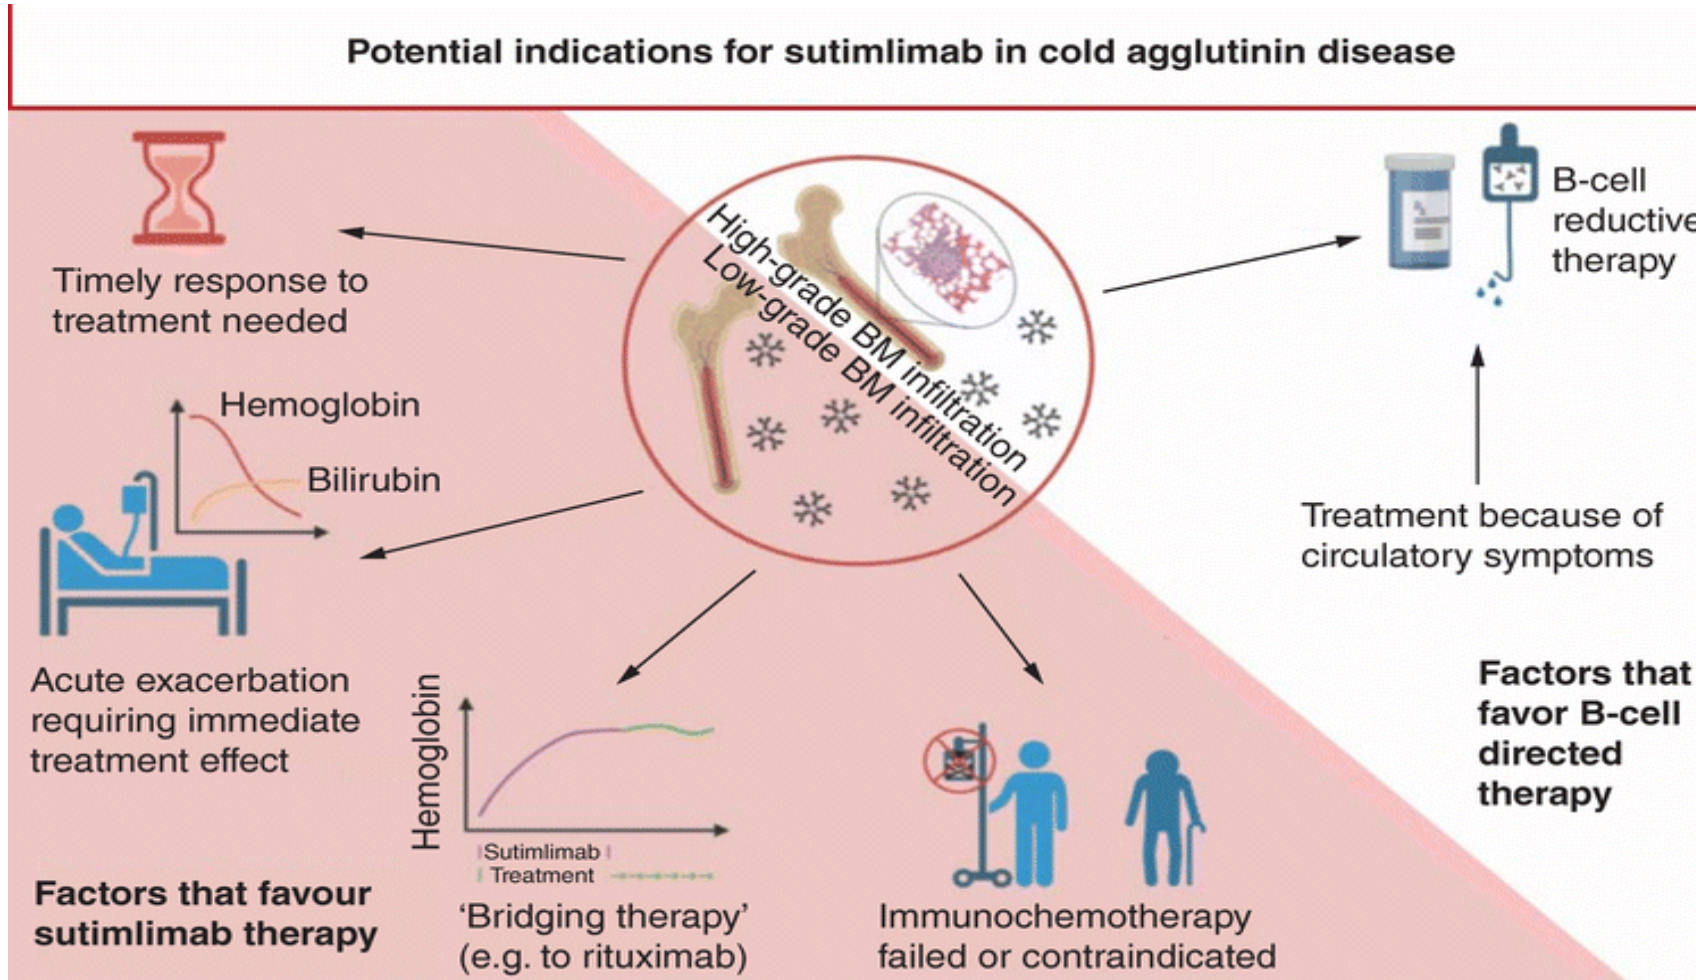 Potential indications for sutimlimab in cold agglutinin disease
Timely response to
treatment needed
High-grade BM infiltration
Low-grade BM infiltration
B-cell
reductive
therapy
Hemoglobin
Bilirubin
Treatment because of
circulatory symptoms
Acute exacerbation
requiring immediate
treatment effect
Hemoglobin
Sutimlimab
Treatment
'Bridging therapy'
(e.g. to rituximab)
Immunochemotherapy
failed or contraindicated
Factors that favour
sutimlimab therapy
Factors that
favor B-cell
directed
therapy